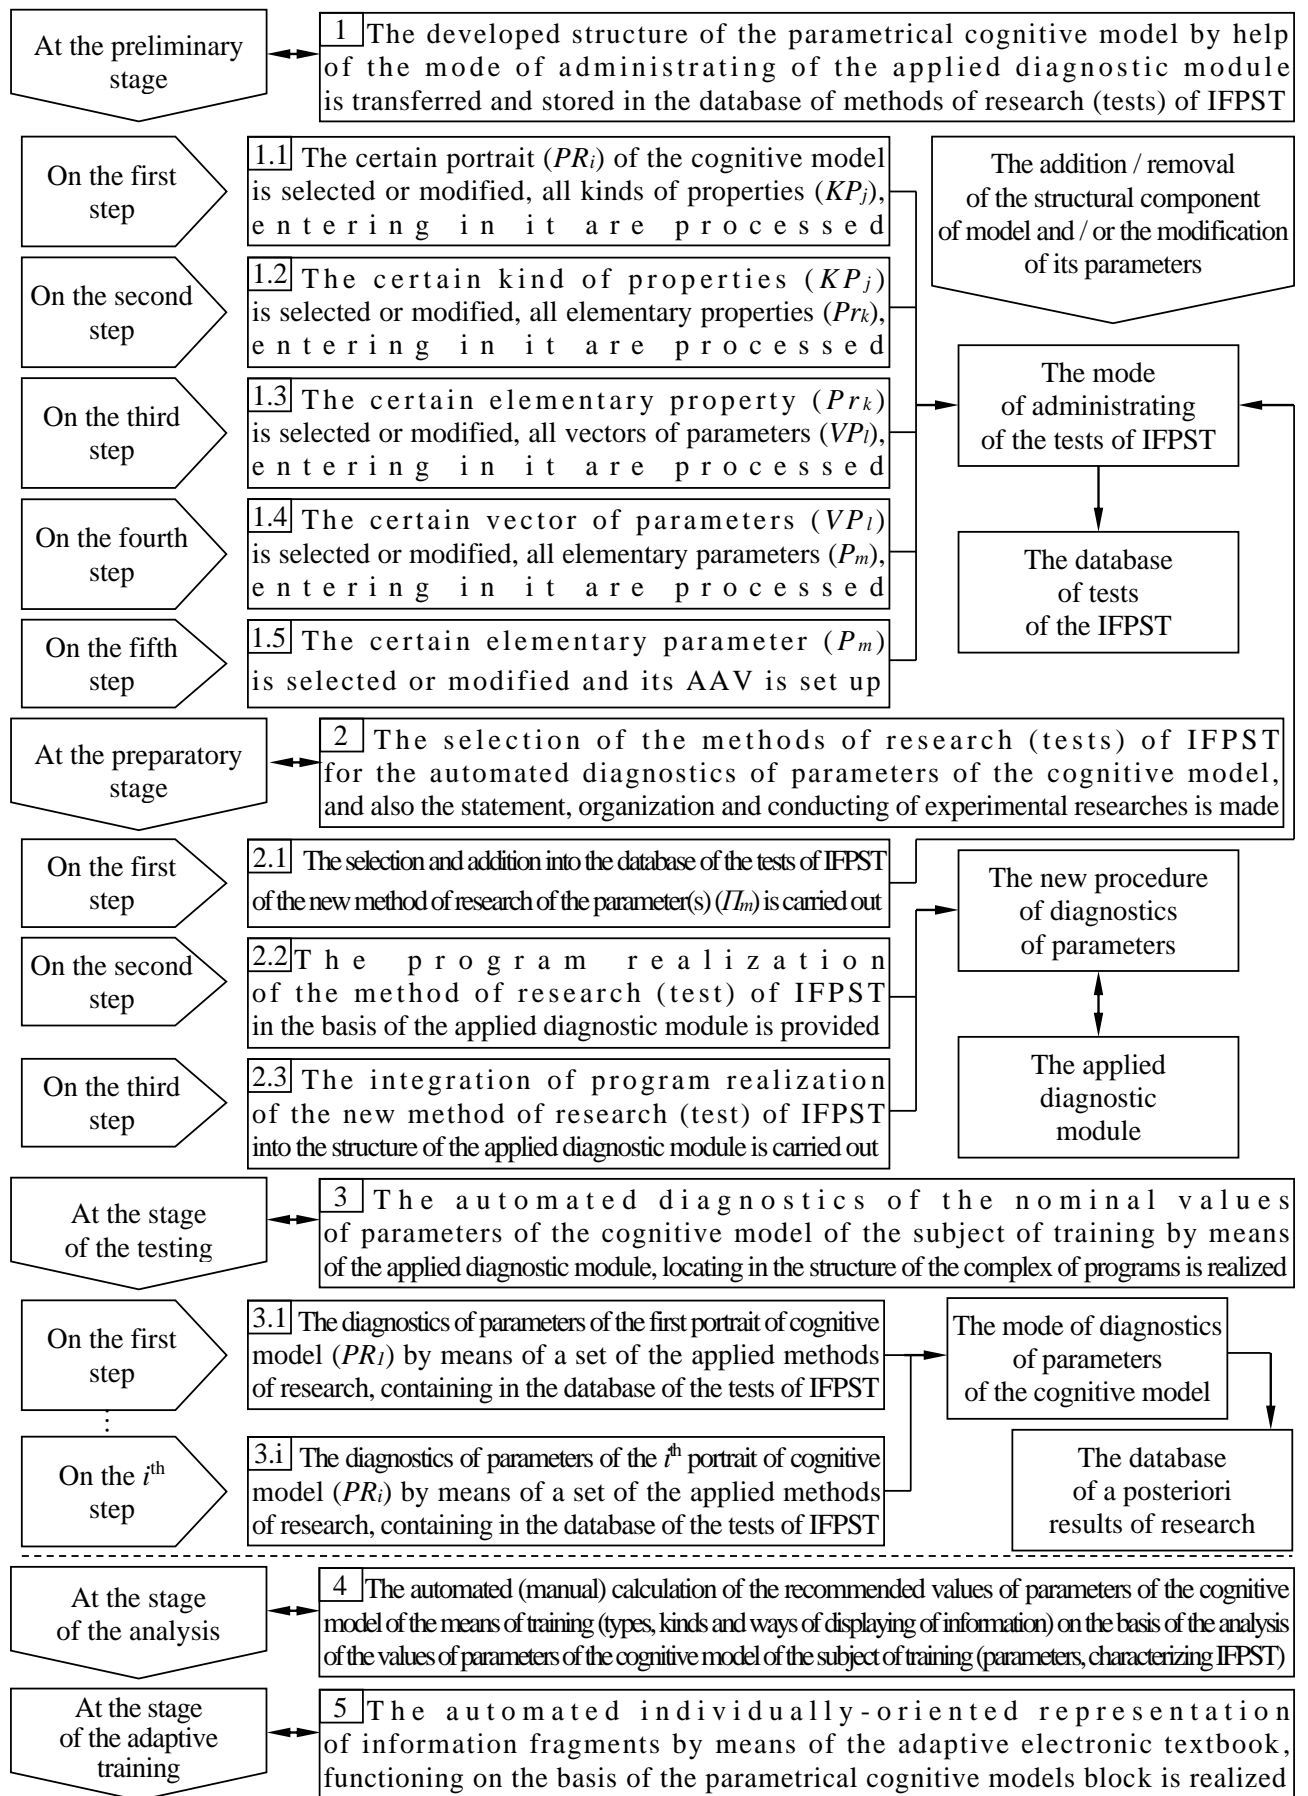 At the preliminary
stage
1 The developed structure of the parametrical cognitive model by help
of the mode of administrating of the applied diagnostic module
is transferred and stored in the database of methods of research (tests) of IFPST
On the first
step
1.1 The certain portrait (PRi) of the cognitive model
is selected or modified, all kinds of properties (KPj),
entering in it are processed
The addition / removal
of the structural component
of model and / or the modification
of its parameters
On the second
step
1.2 The certain kind of properties (KPj)
is selected or modified, all elementary properties (Prk),
entering in it are processed
On the third
step
1.3 The certain elementary property (Prk)
is selected or modified, all vectors of parameters (VPl),
entering in it are processed
The mode
of administrating
of the tests of IFPST
On the fourth
step
1.4 The certain vector of parameters (VPl)
is selected or modified, all elementary parameters (Pm),
entering in it are processed
The database
of tests
of the IFPST
On the fifth
step
1.5 The certain elementary parameter (Pm)
is selected or modified and its AAV is set up
At the preparatory
stage
2 The selection of the methods of research (tests) of IFPST
for the automated diagnostics of parameters of the cognitive model,
and also the statement, organization and conducting of experimental researches is made
On the first
step
2.1 The selection and addition into the database of the tests of IFPST
of the new method of research of the parameter(s) (Пm) is carried out
The new procedure
of diagnostics
of parameters
On the second
step
2.2 The program realization
of the method of research (test) of IFPST
in the basis of the applied diagnostic module is provided
On the third
step
2.3 The integration of program realization
of the new method of research (test) of IFPST
into the structure of the applied diagnostic module is carried out
The applied
diagnostic
module
At the stage
of the testing
3 The automated diagnostics of the nominal values
of parameters of the cognitive model of the subject of training by means
of the applied diagnostic module, locating in the structure of the complex of programs is realized
On the first
step
3.1 The diagnostics of parameters of the first portrait of cognitive
model (PR1) by means of a set of the applied methods
of research, containing in the database of the tests of IFPST
The mode of diagnostics
of parameters
of the cognitive model
On the ith
step
3.i The diagnostics of parameters of the ith portrait of cognitive
model (PRi) by means of a set of the applied methods
of research, containing in the database of the tests of IFPST
The database
of a posteriori
results of research
At the stage
of the analysis
4 The automated (manual) calculation of the recommended values of parameters of the cognitive
model of the means of training (types, kinds and ways of displaying of information) on the basis of the analysis
of the values of parameters of the cognitive model of the subject of training (parameters, characterizing IFPST)
At the stage
of the adaptive
training
5 The automated individually-oriented representation
of information fragments by means of the adaptive electronic textbook,
functioning on the basis of the parametrical cognitive models block is realized